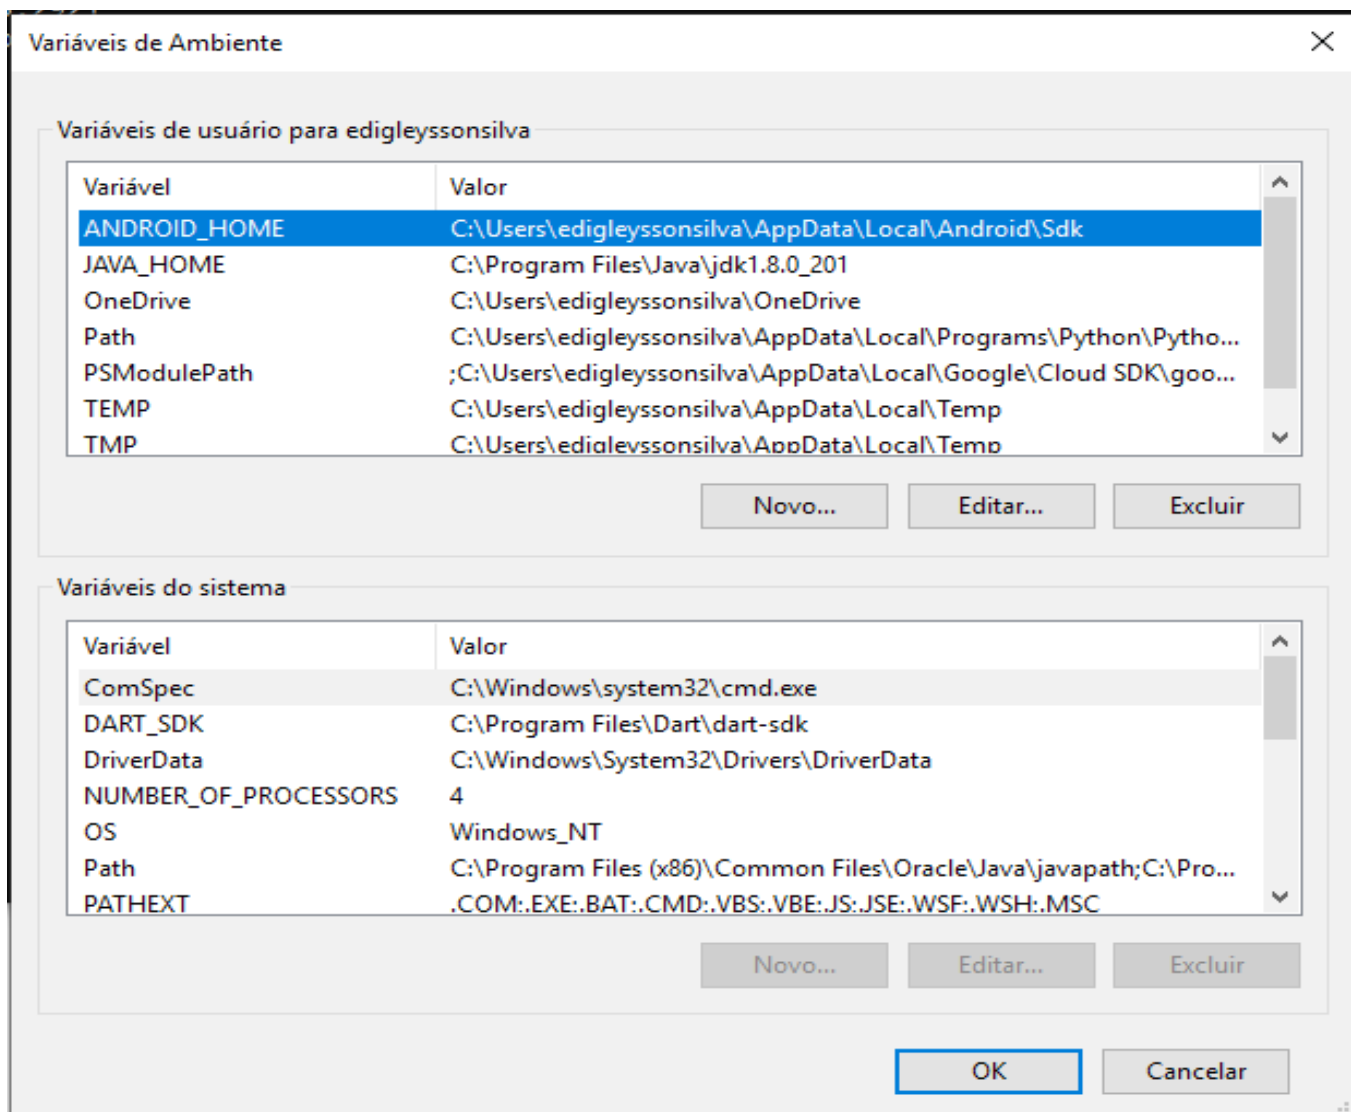 Variáveis de Ambiente
Variáveis de usuário para edigleyssonsilva
Variável Valor
ANDROID_HOME C:\Users\edigleyssonsilva\AppData\Local\Android\Sdk
JAVA_HOME C:\Program Files\Java\jdk1.8.0_201
OneDrive C:\Users\edigleyssonsilva\OneDrive
Path C:\Users\edigleyssonsilva\AppData\Local\Programs\Python\Pytho...
PSModulePath ;C:\Users\edigleyssonsilva\AppData\Local\Google\Cloud SDK\goo...
TEMP C:\Users\edigleyssonsilva\AppData\Local\Temp
TMP C:\Users\edigleyssonsilva\AppData\Local\Temp
Novo... Editar... Excluir
Variáveis do sistema
Variável Valor
ComSpec C:\Windows\system32\cmd.exe
DART_SDK C:\Program Files\Dart\dart-sdk
DriverData C:\Windows\System32\Drivers\DriverData
NUMBER_OF_PROCESSORS 4
OS Windows_NT
Path C:\Program Files (x86)\Common Files\Oracle\Java\javapath;C:\Pro...
PATHEXT .COM;.EXE;.BAT;.CMD;.VBS;.VBE;.JS;.JSE;.WSF;.WSH;.MSC
Novo... Editar... Excluir
OK Cancelar